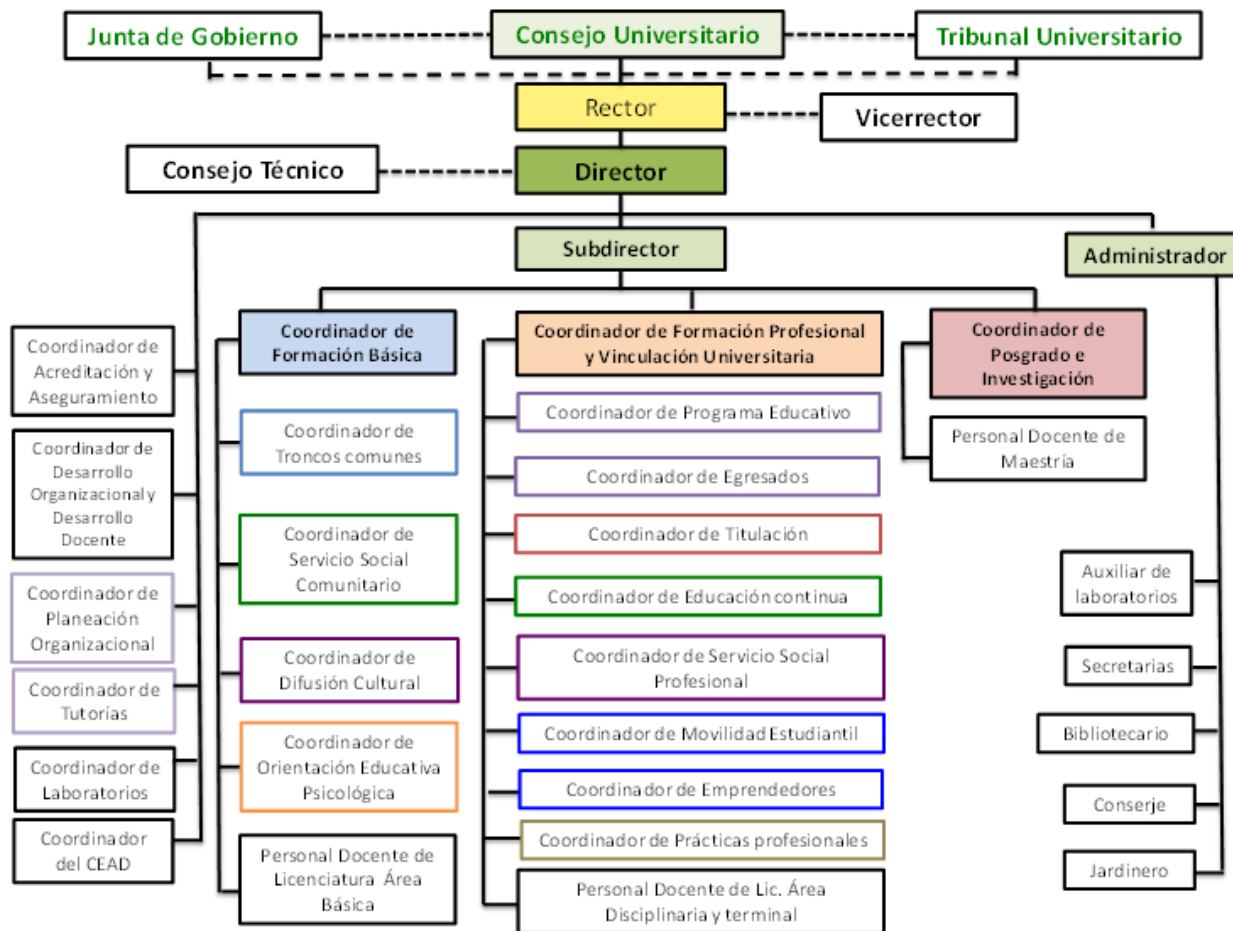 Junta de Gobierno
Consejo Universitario
Tribunal Universitario
Rector
Vicerrector
Consejo Técnico
Director
Subdirector
Administrador
Coordinador de
Acreditación y
Aseguramiento
Coordinador de
Desarrollo
Organizacional y
Desarrollo
Docente
Coordinador de
Planeación
Organizacional
Coordinador de
Tutorías
Coordinador de
Laboratorios
Coordinador
del CEAD
Coordinador de
Formación Básica
Coordinador de
Troncos comunes
Coordinador de
Servicio Social
Comunitario
Coordinador de
Difusión Cultural
Coordinador de
Orientación Educativa
Psicológica
Personal Docente de
Licenciatura Área
Básica
Coordinador de Formación Profesional
y Vinculación Universitaria
Coordinador de Programa Educativo
Coordinador de Egresados
Coordinador de Titulación
Coordinador de Educación continua
Coordinador de Servicio Social
Profesional
Coordinador de Movilidad Estudiantil
Coordinador de Emprendedores
Coordinador de Prácticas profesionales
Personal Docente de Lic. Área
Disciplinaria y terminal
Coordinador de
Posgrado e
Investigación
Personal Docente de
Maestría
Auxiliar de
laboratorios
Secretarias
Bibliotecario
Conserje
Jardinero